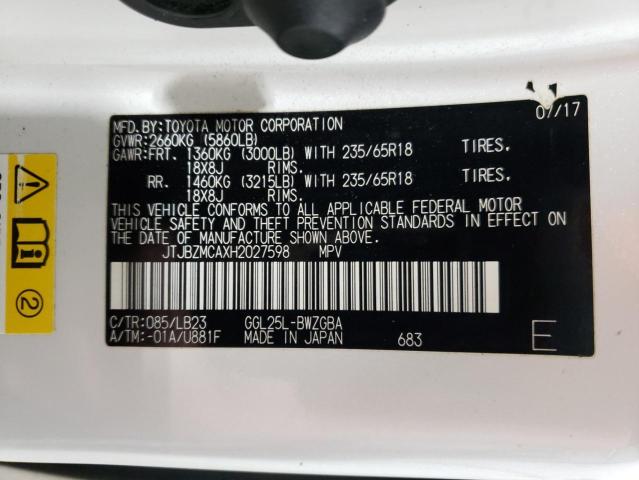 07/17
MFD. BY: TOYOTA MOTOR CORPORATION
GVWR: 2660KG (5860LB)
GAWR: FRT. 1360KG (3000LB) WITH 235/65R18 TIRES,
18X8J RIMS.
RR. 1460KG (3215LB) WITH 235/65R18 TIRES,
18X8J RIMS.
THIS VEHICLE CONFORMS TO ALL APPLICABLE FEDERAL MOTOR
VEHICLE SAFETY AND THEFT PREVENTION STANDARDS IN EFFECT ON
THE DATE OF MANUFACTURE SHOWN ABOVE.
JTJBZMCAXH2027598 MPV
C/TR: 085/LB23 GGL25L-BWZGBA
A/TM: -01A/U881F MADE IN JAPAN 683 E
2